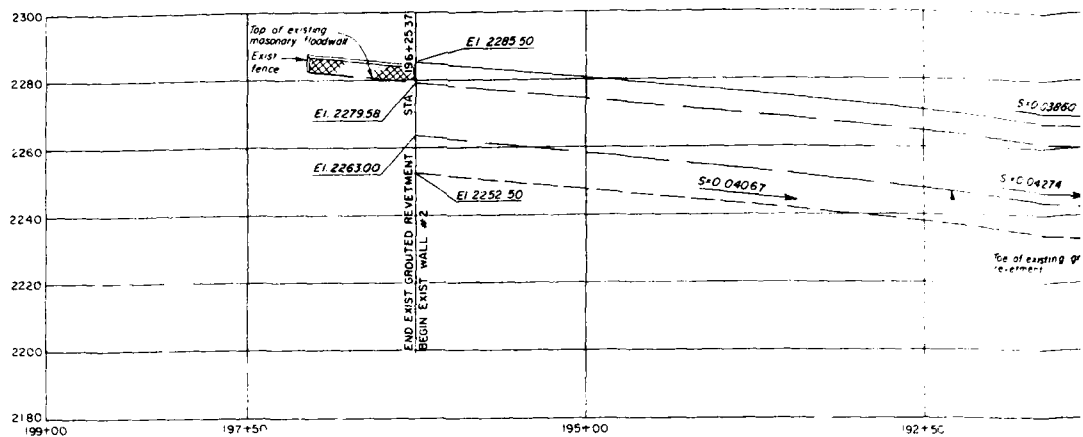 2300
2280
2260
2240
2220
2200
2180
199+00
197+50
195+00
192+50
Top of existing
masonary floodwall
Exist
fence
El. 2285.50
El. 2279.58
El. 2263.00
El 2252.50
STA 196+25.37
END EXIST GROUTED REVETMENT
BEGIN EXIST WALL #2
S=0.04067
S=0.03860
S=0.04274
Toe of existing gr
revetment